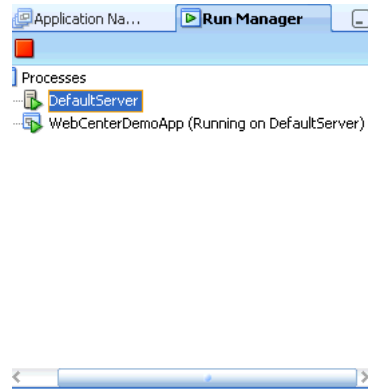 Application Na... Run Manager
Processes
DefaultServer
WebCenterDemoApp (Running on DefaultServer)